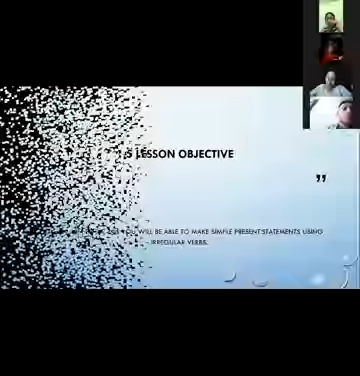 LESSON OBJECTIVE
”
YOU WILL BE ABLE TO MAKE SIMPLE PRESENT STATEMENTS USING
IRREGULAR VERBS.